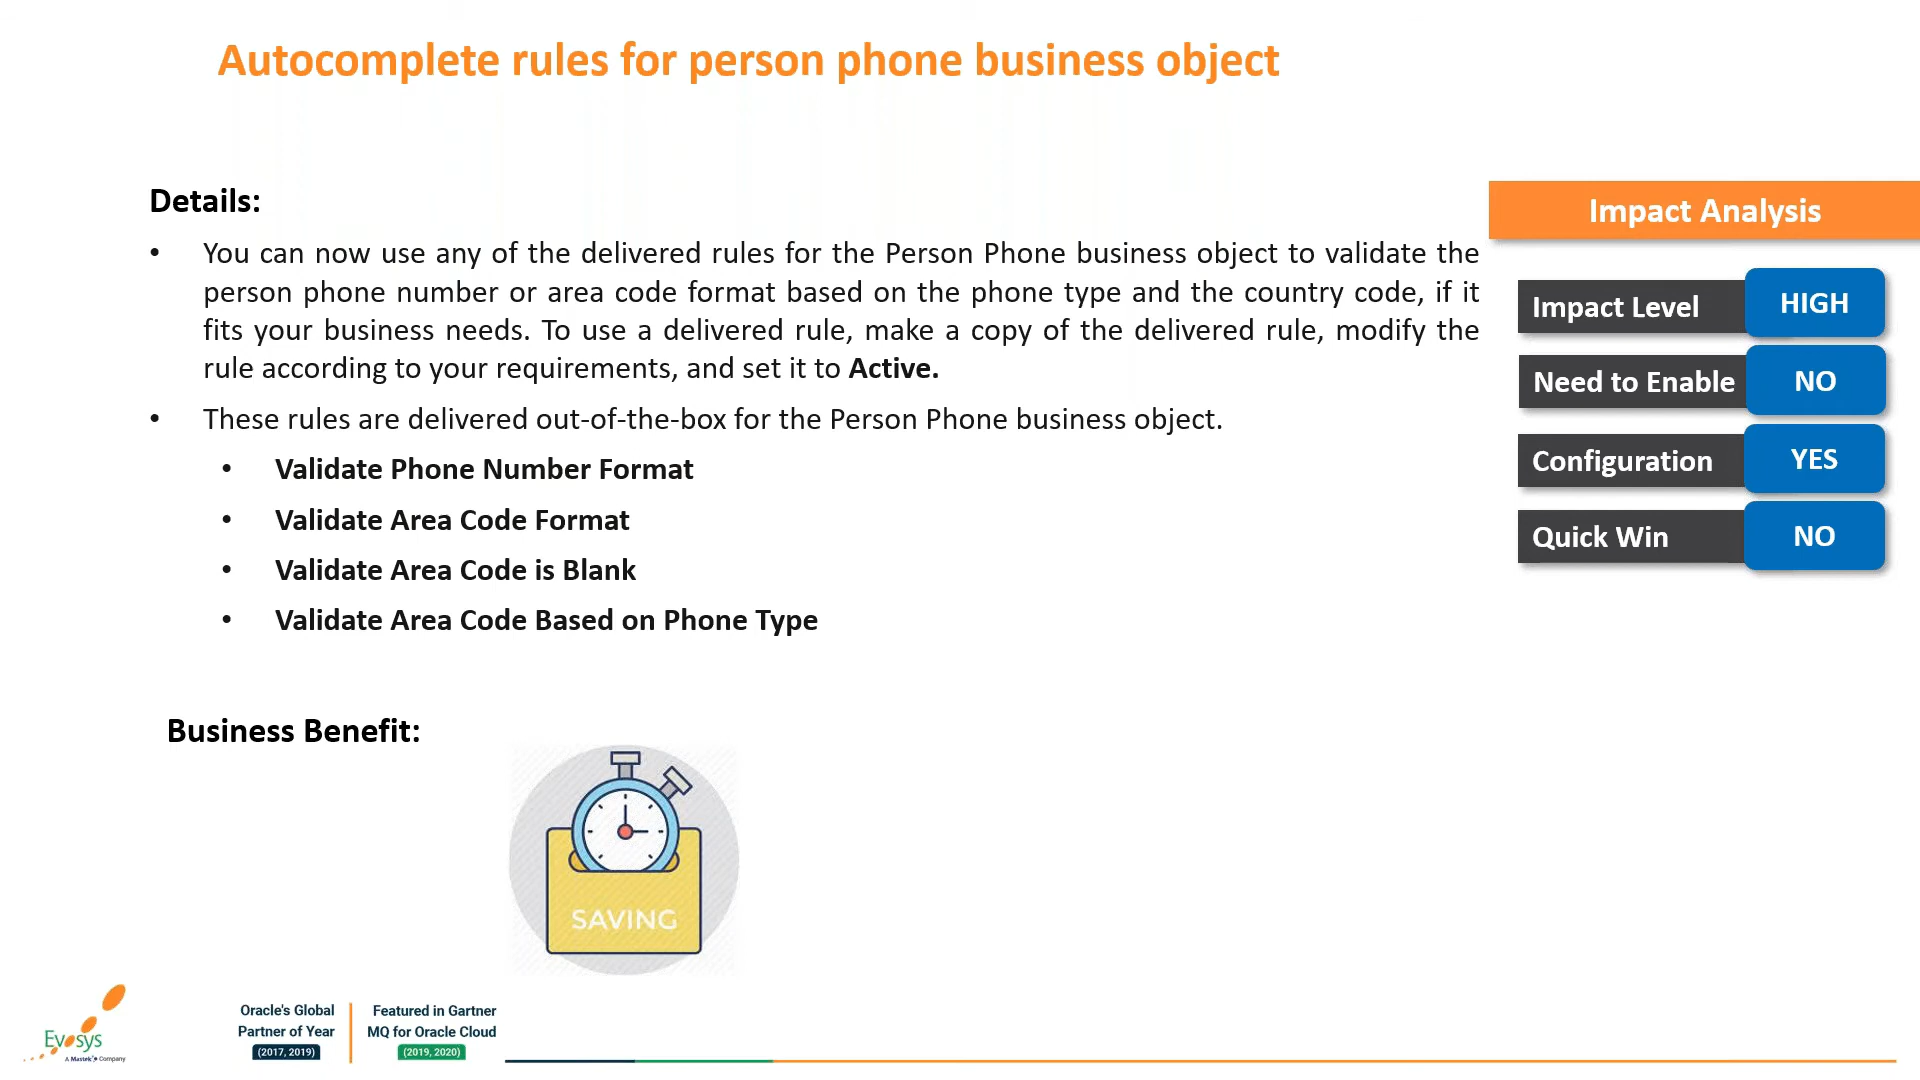 Autocomplete rules for person phone business object
Details:
• You can now use any of the delivered rules for the Person Phone business object to validate the
person phone number or area code format based on the phone type and the country code, if it
fits your business needs. To use a delivered rule, make a copy of the delivered rule, modify the
rule according to your requirements, and set it to Active.
• These rules are delivered out-of-the-box for the Person Phone business object.
• Validate Phone Number Format
• Validate Area Code Format
• Validate Area Code is Blank
• Validate Area Code Based on Phone Type
Impact Analysis
Impact Level HIGH
Need to Enable NO
Configuration YES
Quick Win NO
Business Benefit:
SAVING
Evosys
A Mastek Company
Oracle's Global
Partner of Year
(2017, 2019)
Featured in Gartner
MQ for Oracle Cloud
(2019, 2020)